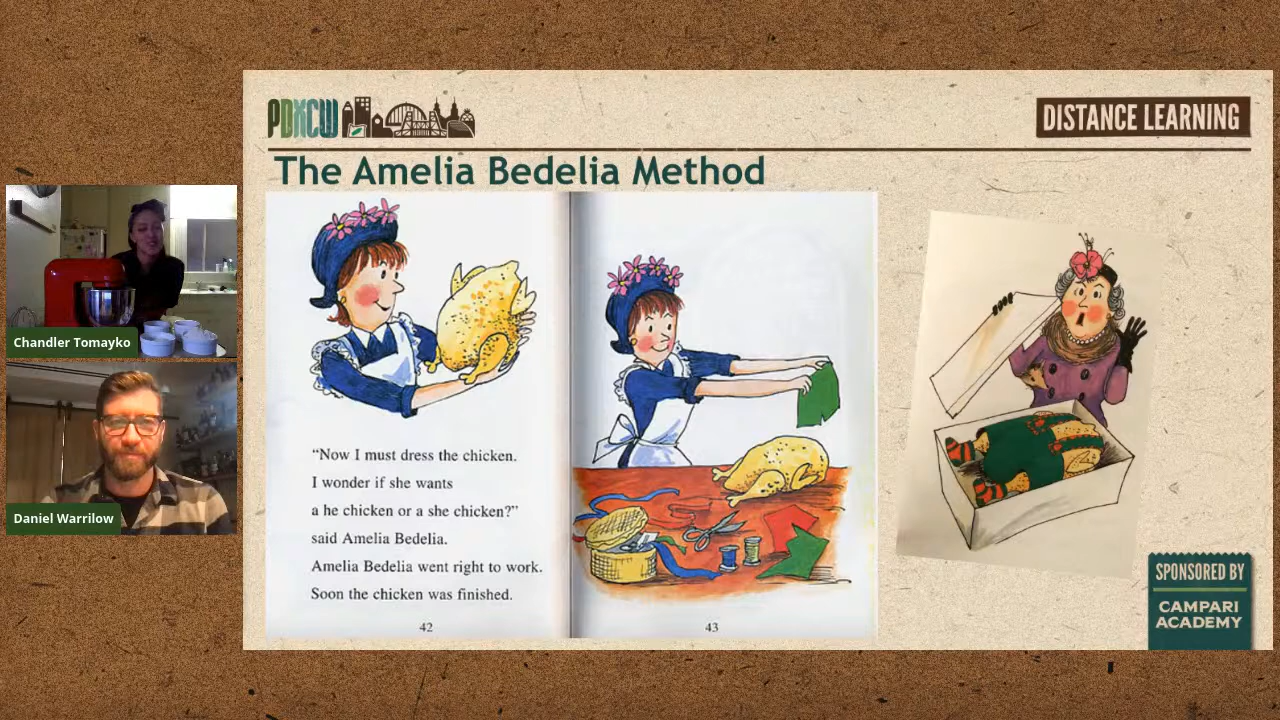 PDXCW
DISTANCE LEARNING
The Amelia Bedelia Method
“Now I must dress the chicken.
I wonder if she wants
a he chicken or a she chicken?”
said Amelia Bedelia.
Amelia Bedelia went right to work.
Soon the chicken was finished.
42
43
Chandler Tomayko
Daniel Warrilow
SPONSORED BY
CAMPARI
ACADEMY